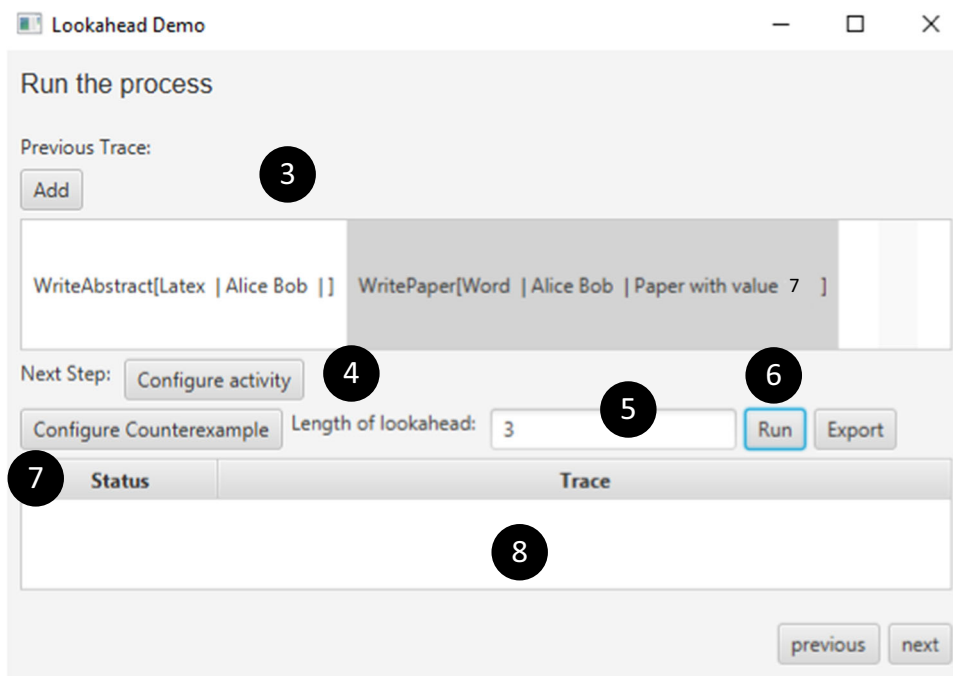 Lookahead Demo
Run the process
Previous Trace:
3
Add
WriteAbstract[Latex | Alice Bob | ] WritePaper[Word | Alice Bob | Paper with value 7 ]
Next Step: Configure activity 4 6
Configure Counterexample Length of lookahead: 3 5 Run Export
7 Status Trace
8
previous next